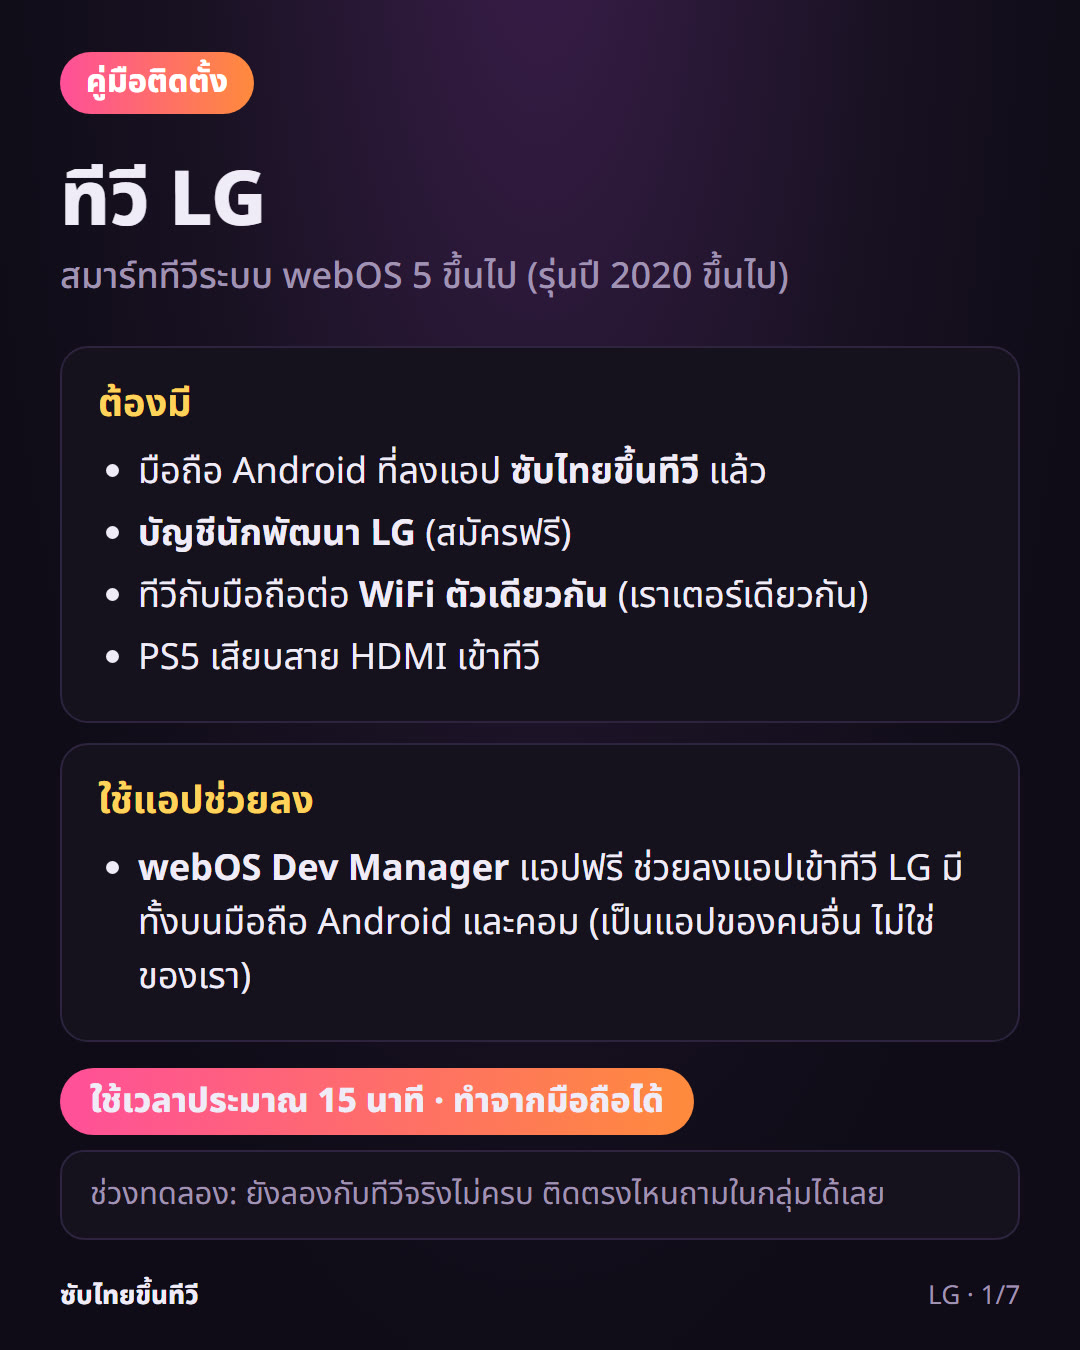 คู่มือติดตั้ง
ทีวี LG
สมาร์ททีวีระบบ webOS 5 ขึ้นไป (รุ่นปี 2020 ขึ้นไป)
ต้องมี
• มือถือ Android ที่ลงแอป ซับไทยขึ้นทีวี แล้ว
• บัญชีนักพัฒนา LG (สมัครฟรี)
• ทีวีกับมือถือต่อ WiFi ตัวเดียวกัน (เราเตอร์เดียวกัน)
• PS5 เสียบสาย HDMI เข้าทีวี
ใช้แอปช่วยลง
• webOS Dev Manager แอปฟรี ช่วยลงแอปเข้าทีวี LG มี
ทั้งบนมือถือ Android และคอม (เป็นแอปของคนอื่น ไม่ใช่
ของเรา)
ใช้เวลาประมาณ 15 นาที · ทำจากมือถือได้
ช่วงทดลอง: ยังลองกับทีวีจริงไม่ครบ ติดตรงไหนถามในกลุ่มได้เลย
ซับไทยขึ้นทีวี
LG · 1/7